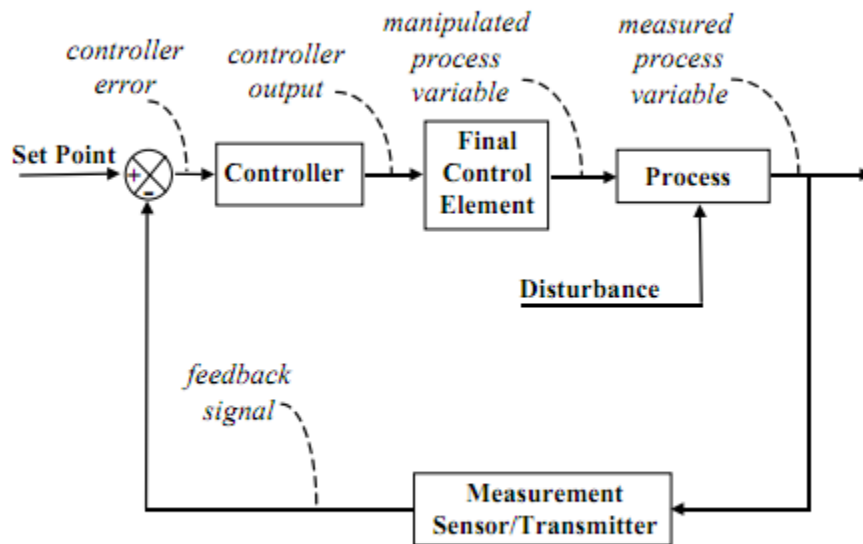 controller
error
controller
output
manipulated
process
variable
measured
process
variable
Set Point
+
-
Controller
Final
Control
Element
Process
Disturbance
feedback
signal
Measurement
Sensor/Transmitter